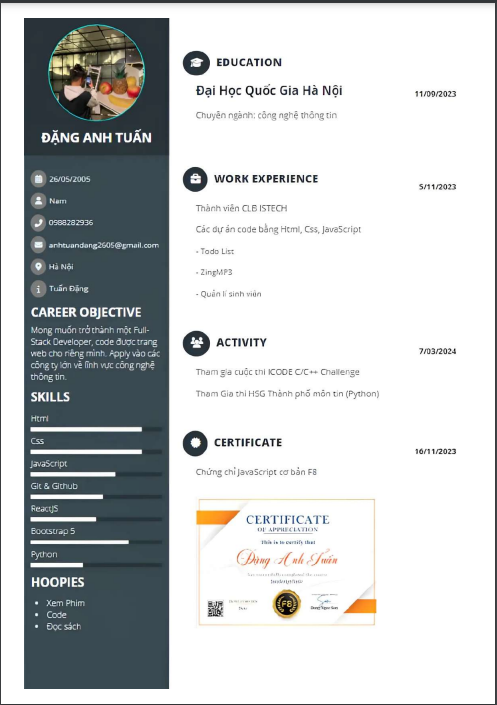 ĐẶNG ANH TUẤN
26/05/2005
Nam
0988282936
anhtuandang2605@gmail.com
Hà Nội
Tuấn Đặng
CAREER OBJECTIVE
Mong muốn trở thành một Full-
Stack Developer, code được trang
web cho riêng mình. Apply vào các
công ty lớn về lĩnh vực công nghệ
thông tin.
SKILLS
Html
Css
JavaScript
Git & Github
ReactJS
Bootstrap 5
Python
HOOPIES
Xem Phim
Code
Đọc sách
EDUCATION
Đại Học Quốc Gia Hà Nội
11/09/2023
Chuyên ngành: công nghệ thông tin
WORK EXPERIENCE
5/11/2023
Thành viên CLB ISTECH
Các dự án code bằng Html, Css, JavaScript
- Todo List
- ZingMP3
- Quản lí sinh viên
ACTIVITY
7/03/2024
Tham gia cuộc thi ICODE C/C++ Challenge
Tham Gia thi HSG Thành phố môn tin (Python)
CERTIFICATE
16/11/2023
Chứng chỉ JavaScript cơ bản F8
CERTIFICATE
OF APPRECIATION
This is to certify that
Đặng Anh Tuấn
F8